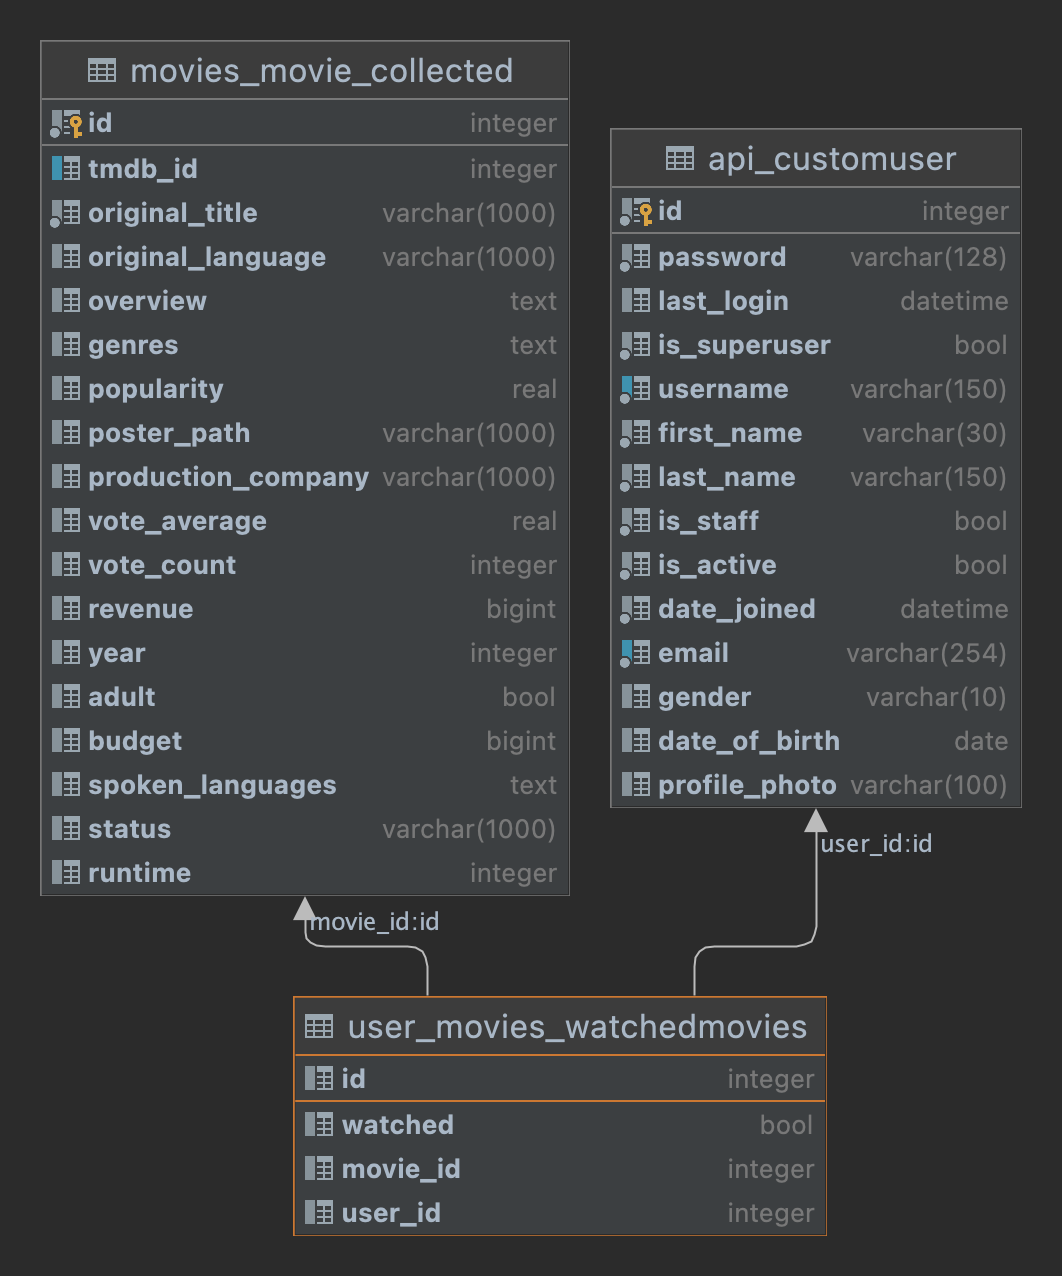 movies_movie_collected
id integer
tmdb_id integer
original_title varchar(1000)
original_language varchar(1000)
overview text
genres text
popularity real
poster_path varchar(1000)
production_company varchar(1000)
vote_average real
vote_count integer
revenue bigint
year integer
adult bool
budget bigint
spoken_languages text
status varchar(1000)
runtime integer
api_customuser
id integer
password varchar(128)
last_login datetime
is_superuser bool
username varchar(150)
first_name varchar(30)
last_name varchar(150)
is_staff bool
is_active bool
date_joined datetime
email varchar(254)
gender varchar(10)
date_of_birth date
profile_photo varchar(100)
user_id:id
movie_id:id
user_movies_watchedmovies
id integer
watched bool
movie_id integer
user_id integer